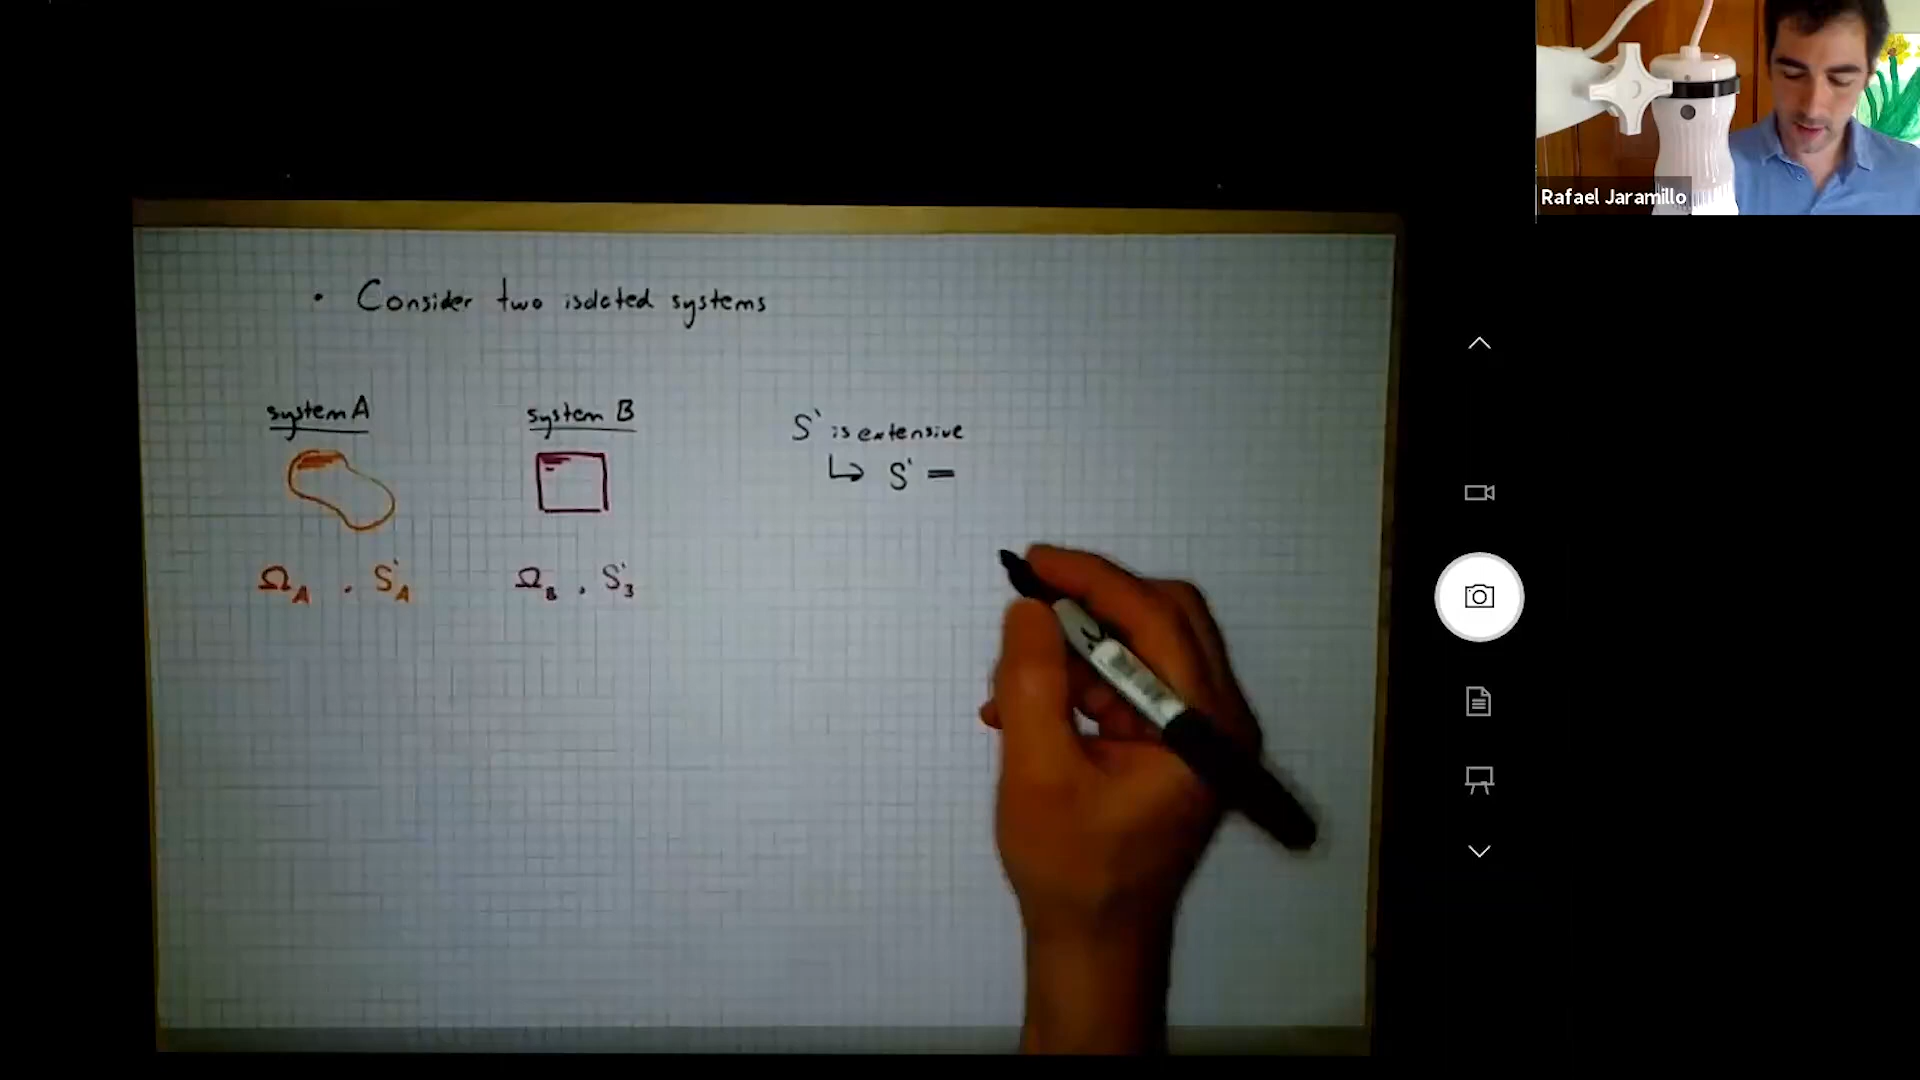 Rafael Jaramillo
• Consider two isolated systems
system A
system B
S' is extensive
↳ S' =
Ω_A , S'_A
Ω_B , S'_B